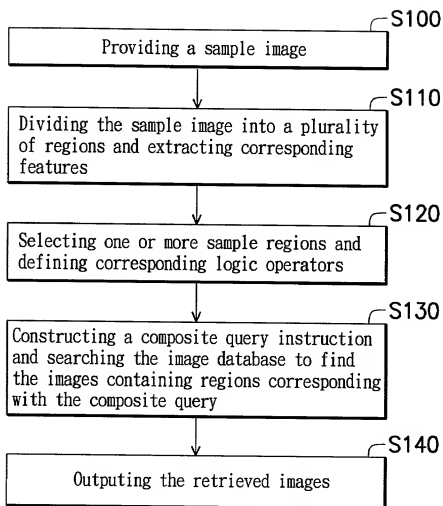 S100
Providing a sample image
S110
Dividing the sample image into a plurality
of regions and extracting corresponding
features
S120
Selecting one or more sample regions and
defining corresponding logic operators
S130
Constructing a composite query instruction
and searching the image database to find
the images containing regions corresponding
with the composite query
S140
Outputing the retrieved images